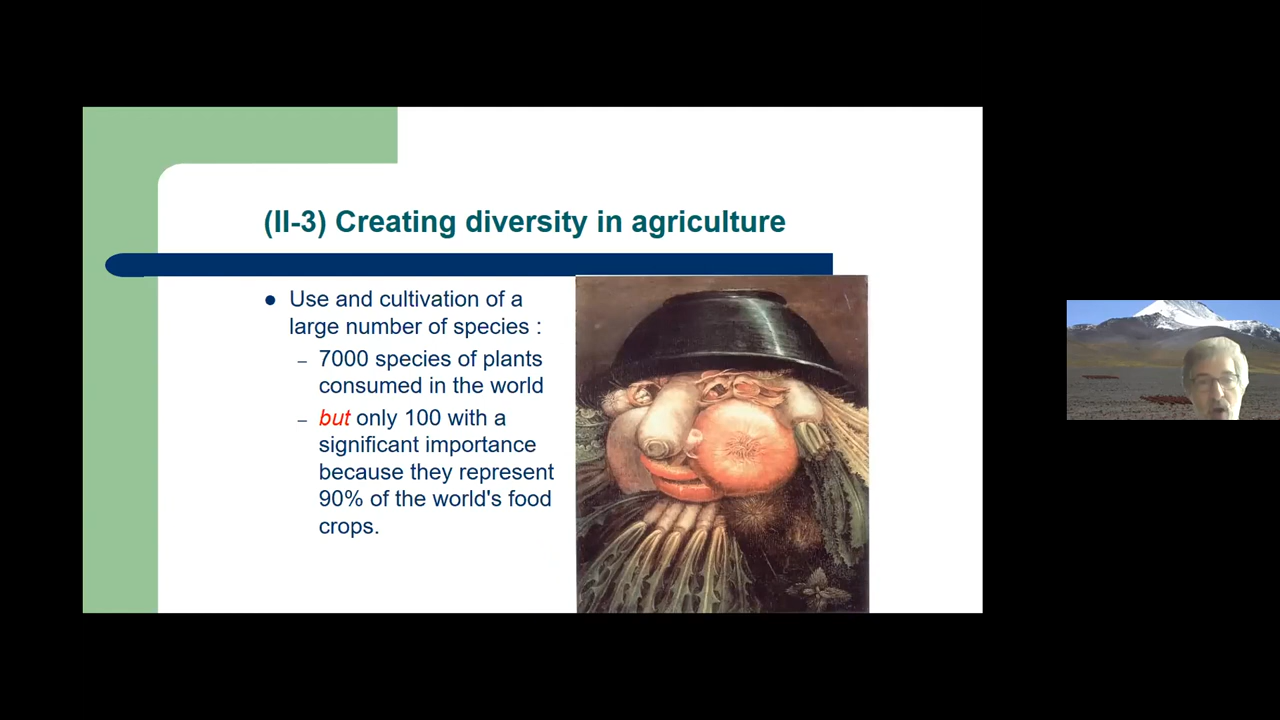 (II-3) Creating diversity in agriculture
● Use and cultivation of a
large number of species :
– 7000 species of plants
consumed in the world
– but only 100 with a
significant importance
because they represent
90% of the world's food
crops.